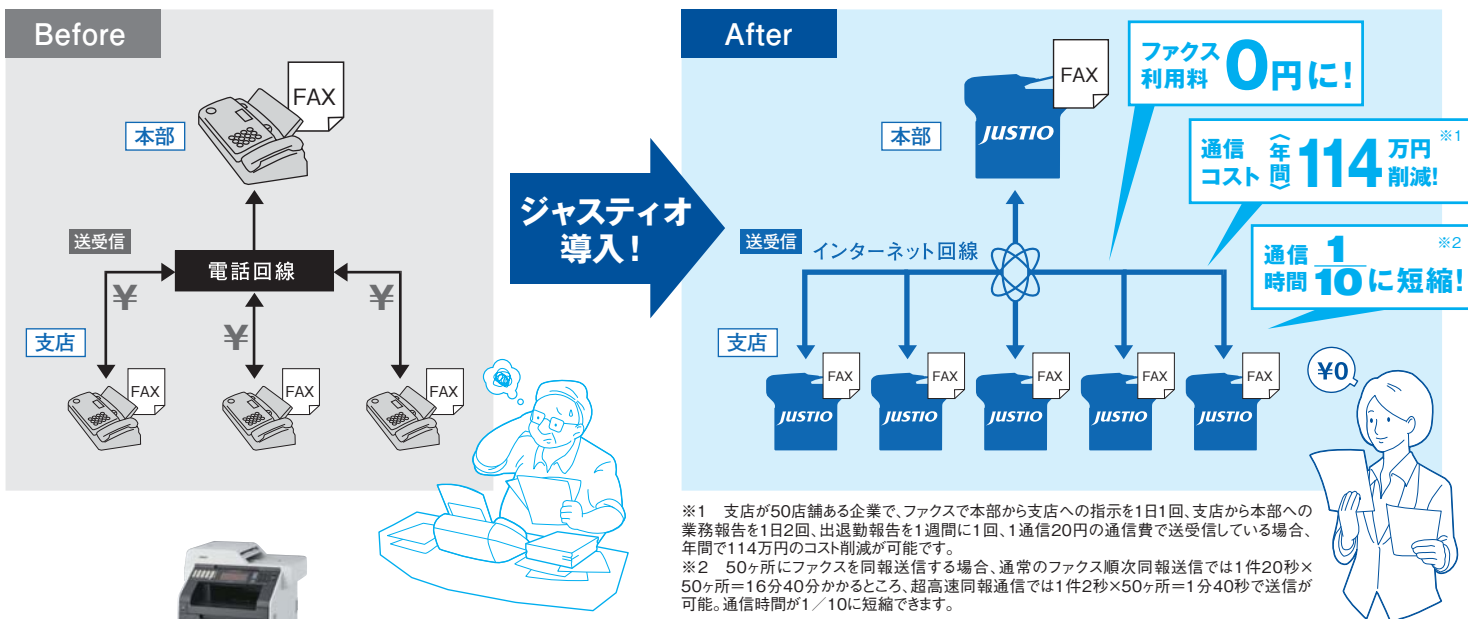 Before
FAX
本部
送受信
電話回線
¥
¥
¥
支店
FAX
FAX
FAX
ジャスティオ
導入!
After
FAX
本部
JUSTIO
ファクス
利用料 0円に!
通信
コスト 〈年間〉 114 万円
削減! ※1
通信
時間 1/10に短縮! ※2
送受信 インターネット回線
支店
FAX
FAX
FAX
FAX
FAX
JUSTIO
JUSTIO
JUSTIO
JUSTIO
JUSTIO
¥0
※1 支店が50店舗ある企業で、ファクスで本部から支店への指示を1日1回、支店から本部への
業務報告を1日2回、出退勤報告を1週間に1回、1通信20円の通信費で送受信している場合、
年間で114万円のコスト削減が可能です。
※2 50ヶ所にファクスを同報送信する場合、通常のファクス順次同報送信では1件20秒×
50ヶ所=16分40分かかるところ、超高速同報通信では1件2秒×50ヶ所=1分40秒で送信が
可能。通信時間が1/10に短縮できます。